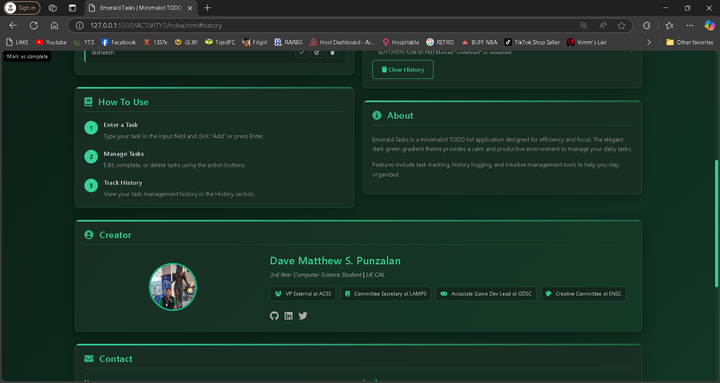 Sign in
Emerald Tasks | Minimalist TODO
127.0.0.1:5500/ACTIVITY3/index.html#history
LIME
Youtube
YTS
Facebook
1337x
GLXY
TipidPC
Fitgirl
RARBG
Host Dashboard - Ai...
Hospitable
RETRO
BUFF NBA
TikTok Shop Seller
Vimm's Lair
Other favorites
Mark as complete
disheesh
04/12/2025, 5:08:50 PM Marked "undefined" as reopened
Clear History
How To Use
1
Enter a Task
Type your task in the input field and click "Add" or press Enter.
2
Manage Tasks
Edit, complete, or delete tasks using the action buttons.
3
Track History
View your task management history in the History section.
About
Emerald Tasks is a minimalist TODO list application designed for efficiency and focus. The elegant
dark green gradient theme provides a calm and productive environment to manage your daily tasks.
Features include task tracking, history logging, and intuitive management tools to help you stay
organized.
Creator
Dave Matthew S. Punzalan
3rd Year Computer Science Student | UE CAL
VP External at ACSS
Committee Secretary at LAMPS
Associate Game Dev Lead at GDSC
Creative Committee at ENSC
Contact